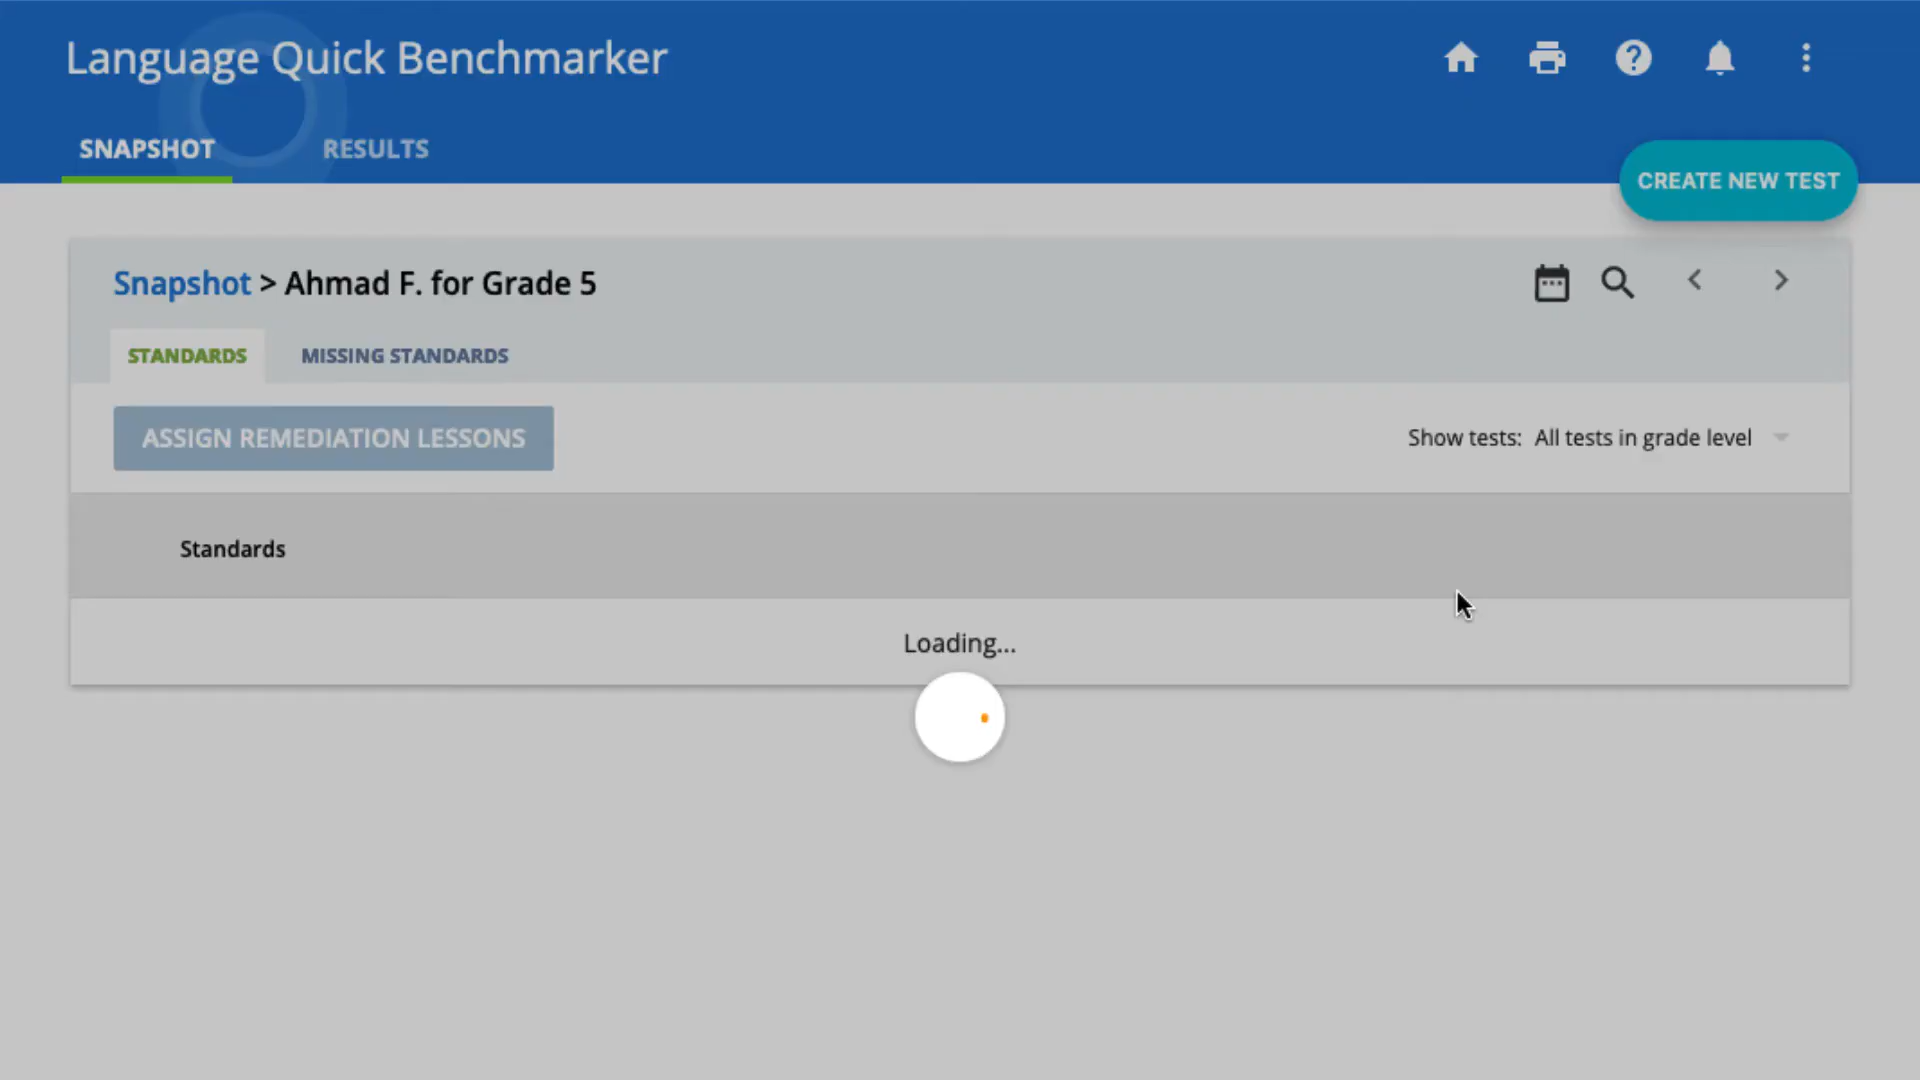 Language Quick Benchmarker
SNAPSHOT
RESULTS
CREATE NEW TEST
Snapshot > Ahmad F. for Grade 5
STANDARDS
MISSING STANDARDS
ASSIGN REMEDIATION LESSONS
Show tests: All tests in grade level
Standards
Loading...